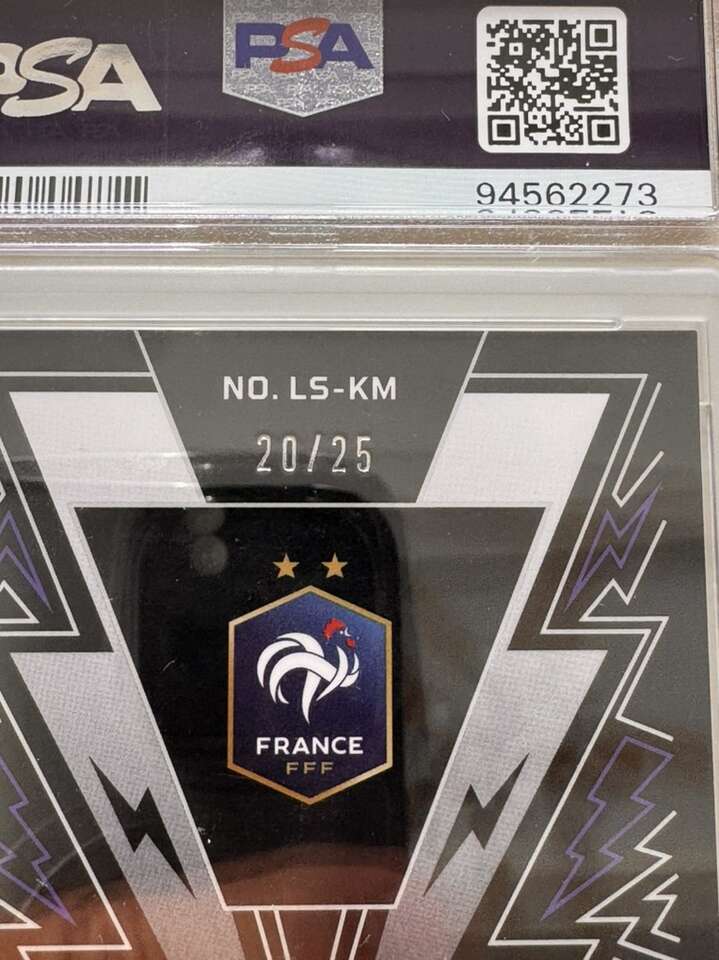 PSA
PSA
94562273
NO. LS-KM
20/25
FRANCE
FFF